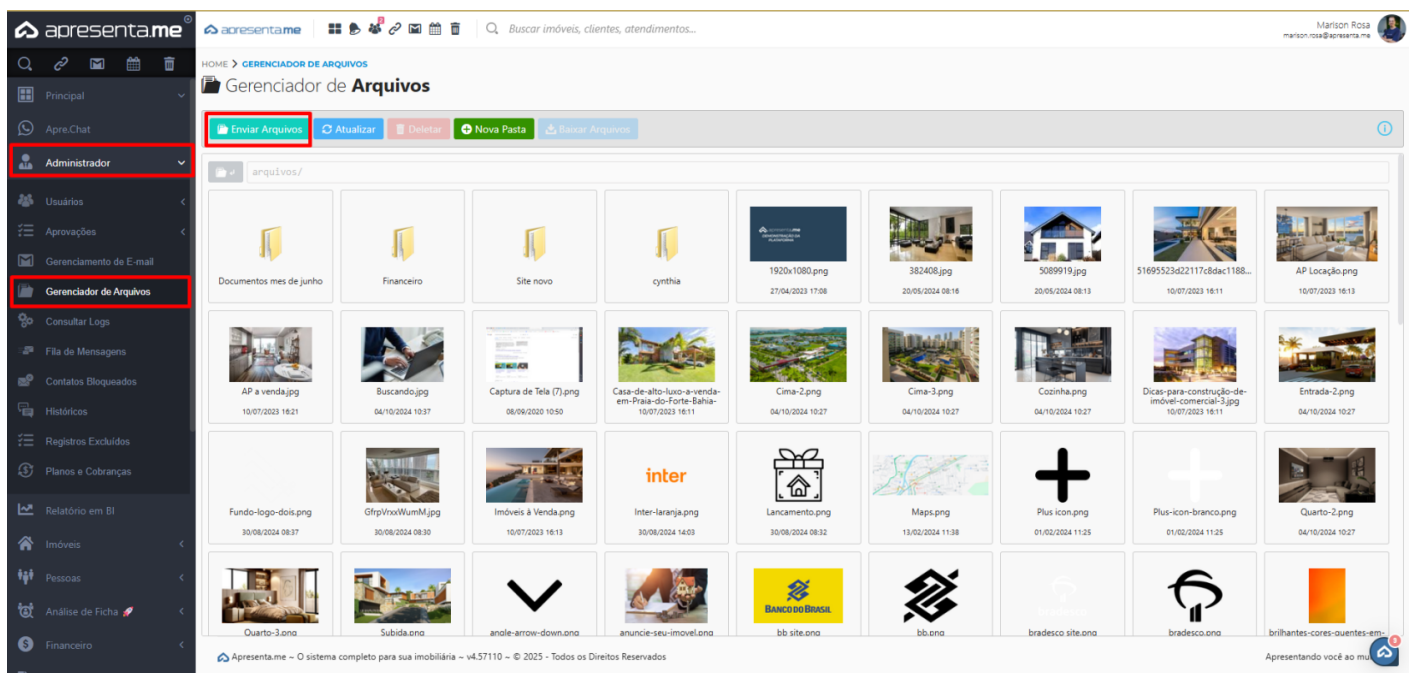 apresenta.me
apresenta.me
2
Buscar imóveis, clientes, atendimentos...
Marison Rosa
marison.rosa@apresenta.me
HOME > GERENCIADOR DE ARQUIVOS
Gerenciador de Arquivos
Principal
Apre.Chat
Administrador
Usuários
Aprovações
Gerenciamento de E-mail
Gerenciador de Arquivos
Consultar Logs
Fila de Mensagens
Contatos Bloqueados
Históricos
Registros Excluídos
Planos e Cobranças
Relatório em BI
Imóveis
Pessoas
Análise de Ficha 🚀
Financeiro
Enviar Arquivos Atualizar Deletar Nova Pasta Baixar Arquivos
arquivos/
Documentos mes de junho
Financeiro
Site novo
cynthia
apresenta.me
DEMONSTRAÇÃO DA
PLATAFORMA
1920x1080.png
27/04/2023 17:08
382408.jpg
20/05/2024 08:16
5089919.jpg
20/05/2024 08:13
51695523d22117c8dac1188...
10/07/2023 16:11
AP Locação.png
10/07/2023 16:13
AP a venda.jpg
10/07/2023 16:21
Buscando.jpg
04/10/2024 10:37
Captura de Tela (7).png
08/09/2020 10:50
Casa-de-alto-luxo-a-venda-
em-Praia-do-Forte-Bahia-
10/07/2023 16:11
Cima-2.png
04/10/2024 10:27
Cima-3.png
04/10/2024 10:27
Cozinha.png
04/10/2024 10:27
Dicas-para-construção-de-
imóvel-comercial-3.jpg
10/07/2023 16:11
Entrada-2.png
04/10/2024 10:27
Fundo-logo-dois.png
30/08/2024 08:37
GfrpVrxxWumM.jpg
30/08/2024 08:30
Imóveis à Venda.png
10/07/2023 16:13
inter
Inter-laranja.png
30/08/2024 14:03
Lancamento.png
30/08/2024 08:32
Maps.png
13/02/2024 11:38
Plus icon.png
01/02/2024 11:25
Plus-icon-branco.png
01/02/2024 11:25
Quarto-2.png
04/10/2024 10:27
Quarto-3.png
Subida.png
angle-arrow-down.png
anuncie-seu-imovel.png
BANCO DO BRASIL
bb site.png
bb.png
bradesco site.png
bradesco.png
brilhantes-cores-quentes-em-
Apresenta.me ~ O sistema completo para sua imobiliária ~ v4.57110 ~ © 2025 - Todos os Direitos Reservados
Apresentando você ao mu